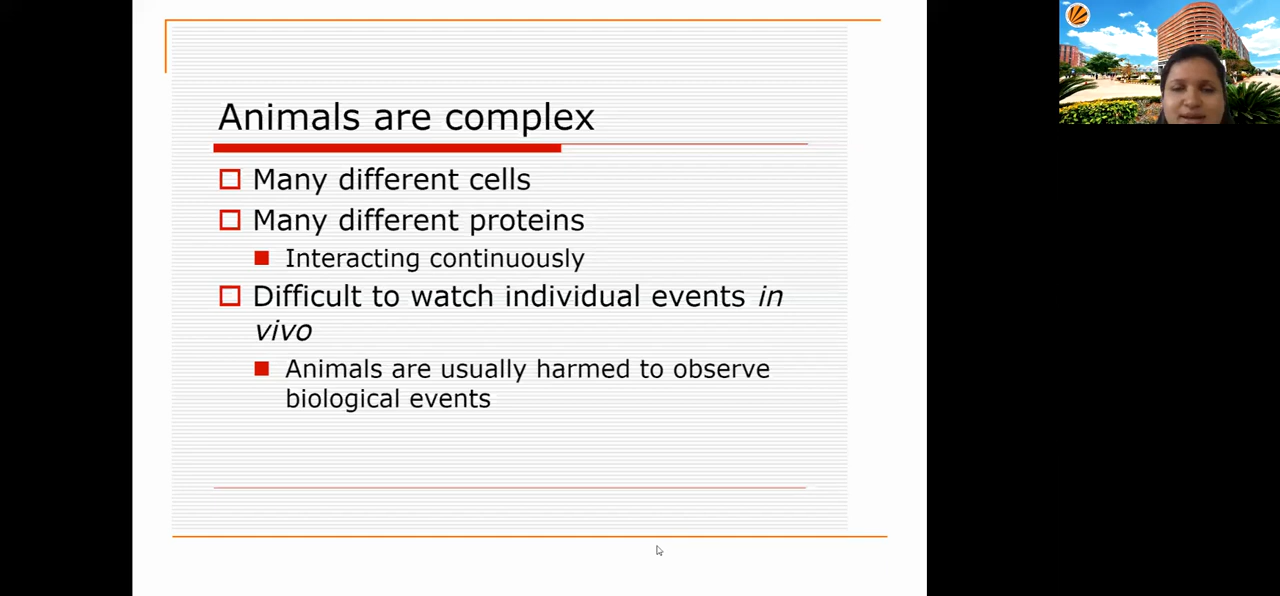 Animals are complex
Many different cells
Many different proteins
Interacting continuously
Difficult to watch individual events in
vivo
Animals are usually harmed to observe
biological events